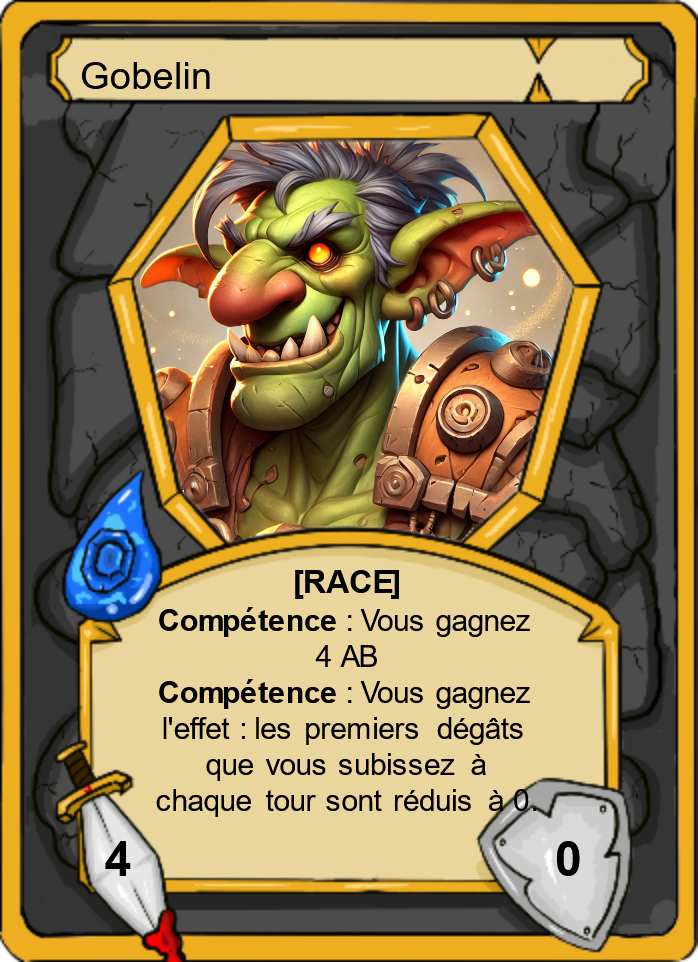 Gobelin
[RACE]
Compétence : Vous gagnez
4 AB
Compétence : Vous gagnez
l'effet : les premiers dégâts
que vous subissez à
chaque tour sont réduis à 0.
4
0